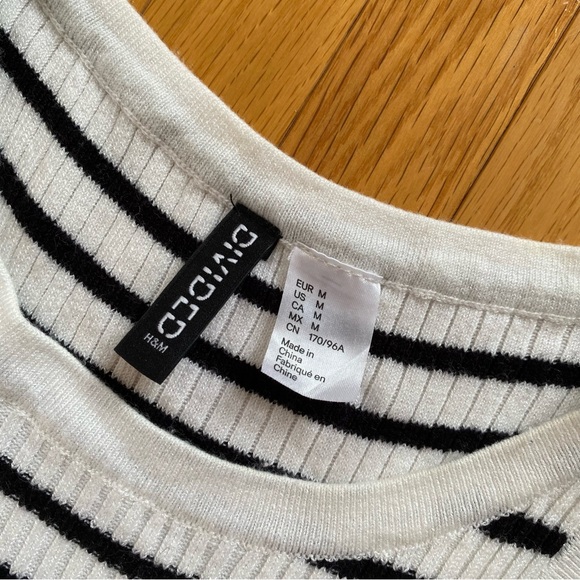 DIVIDED
H&M
EUR M
US M
CA M
MX M
CN 170/96A
Made in
China
Fabriqué en
Chine